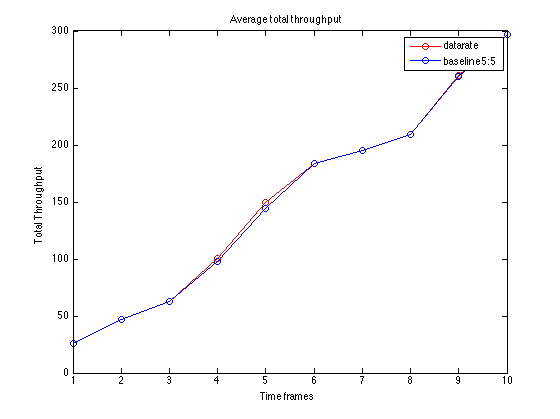 Average total throughput
300
250
200
150
100
50
0
Total Throughput
datarate
baseline5:5
1 2 3 4 5 6 7 8 9 10
Time frames